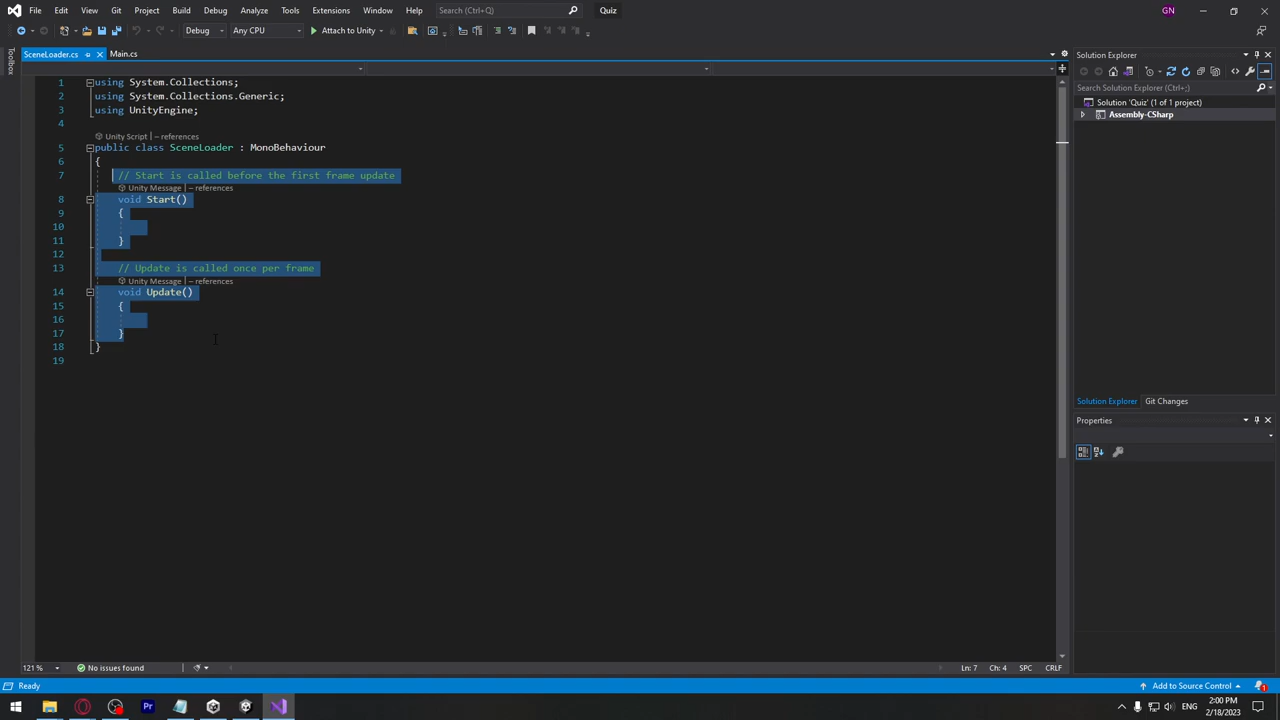 File Edit View Git Project Build Debug Analyze Tools Extensions Window Help Search (Ctrl+Q) Quiz GN
Debug Any CPU Attach to Unity
Toolbox
SceneLoader.cs Main.cs
1 using System.Collections;
2 using System.Collections.Generic;
3 using UnityEngine;
4
Unity Script | – references
5 public class SceneLoader : MonoBehaviour
6 {
7 // Start is called before the first frame update
Unity Message | – references
8 void Start()
9 {
10
11 }
12
13 // Update is called once per frame
Unity Message | – references
14 void Update()
15 {
16
17 }
18 }
19
121 % No issues found Ln: 7 Ch: 4 SPC CRLF
Solution Explorer
Search Solution Explorer (Ctrl+;)
Solution 'Quiz' (1 of 1 project)
Assembly-CSharp
Solution Explorer Git Changes
Properties
Ready Add to Source Control 1
Pr ENG 2:00 PM
2/18/2023